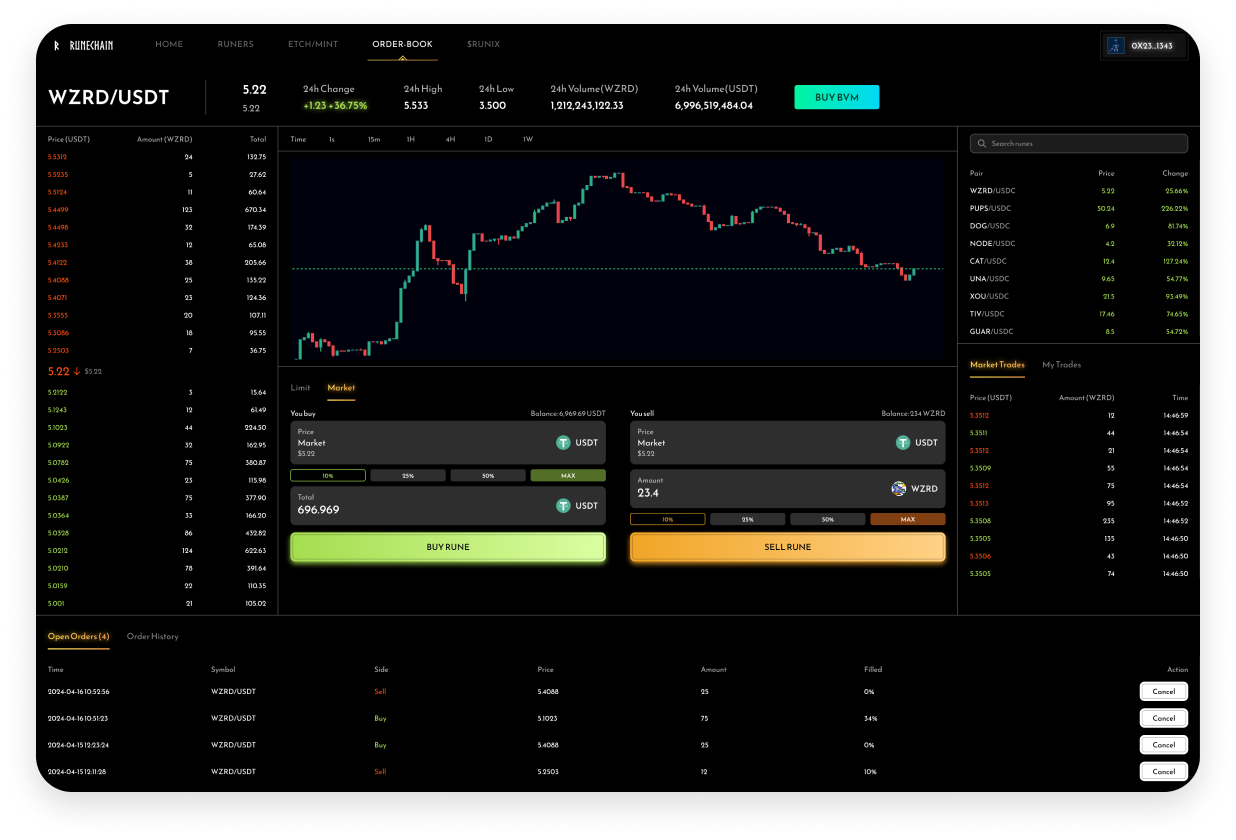 RUNECHAIN HOME RUNERS ETCH/MINT ORDER-BOOK $RUNIX 0X23...1343
WZRD/USDT
5.22
5.22
24h Change
+1.23 +36.75%
24h High
5.533
24h Low
3.500
24h Volume(WZRD)
1,212,243,122.33
24h Volume(USDT)
6,996,519,484.04
BUY BVM
Price (USDT) Amount (WZRD) Total
5.5312 24 132.75
5.5235 5 27.62
5.5124 11 60.64
5.4499 123 670.34
5.4498 32 174.39
5.4233 12 65.08
5.4122 38 205.66
5.4088 25 135.22
5.4071 23 124.36
5.3555 20 107.11
5.3086 18 95.55
5.2503 7 36.75
5.22 ↓ $5.22
5.2122 3 15.64
5.1243 12 61.49
5.1023 44 224.50
5.0922 32 162.95
5.0782 75 380.87
5.0426 23 115.98
5.0387 75 377.90
5.0364 33 166.20
5.0328 86 432.82
5.0212 124 622.63
5.0210 78 391.64
5.0159 22 110.35
5.001 21 105.02
Time 1s 15m 1H 4H 1D 1W
Limit Market
You buy Balance: 6,969.69 USDT
Price
Market
$5.22
USDT
10% 25% 50% MAX
Total
696.969
USDT
BUY RUNE
You sell Balance: 234 WZRD
Price
Market
$5.22
USDT
Amount
23.4
WZRD
10% 25% 50% MAX
SELL RUNE
Search runes
Pair Price Change
WZRD/USDC 5.22 25.66%
PUPS/USDC 50.24 226.22%
DOG/USDC 6.9 81.74%
NODE/USDC 4.2 32.12%
CAT/USDC 12.4 127.24%
UNA/USDC 9.65 54.77%
XOU/USDC 21.5 93.49%
TIV/USDC 17.46 74.65%
GUAR/USDC 8.5 54.72%
Market Trades My Trades
Price (USDT) Amount (WZRD) Time
5.3512 12 14:46:59
5.3511 44 14:46:54
5.3512 21 14:46:54
5.3509 55 14:46:54
5.3512 75 14:46:54
5.3513 95 14:46:52
5.3508 235 14:46:52
5.3505 135 14:46:50
5.3506 43 14:46:50
5.3505 74 14:46:50
Open Orders (4) Order History
Time Symbol Side Price Amount Filled Action
2024-04-16 10:52:56 WZRD/USDT Sell 5.4088 25 0% Cancel
2024-04-16 10:51:23 WZRD/USDT Buy 5.1023 75 34% Cancel
2024-04-15 12:23:24 WZRD/USDT Buy 5.4088 25 0% Cancel
2024-04-15 12:11:28 WZRD/USDT Sell 5.2503 12 10% Cancel